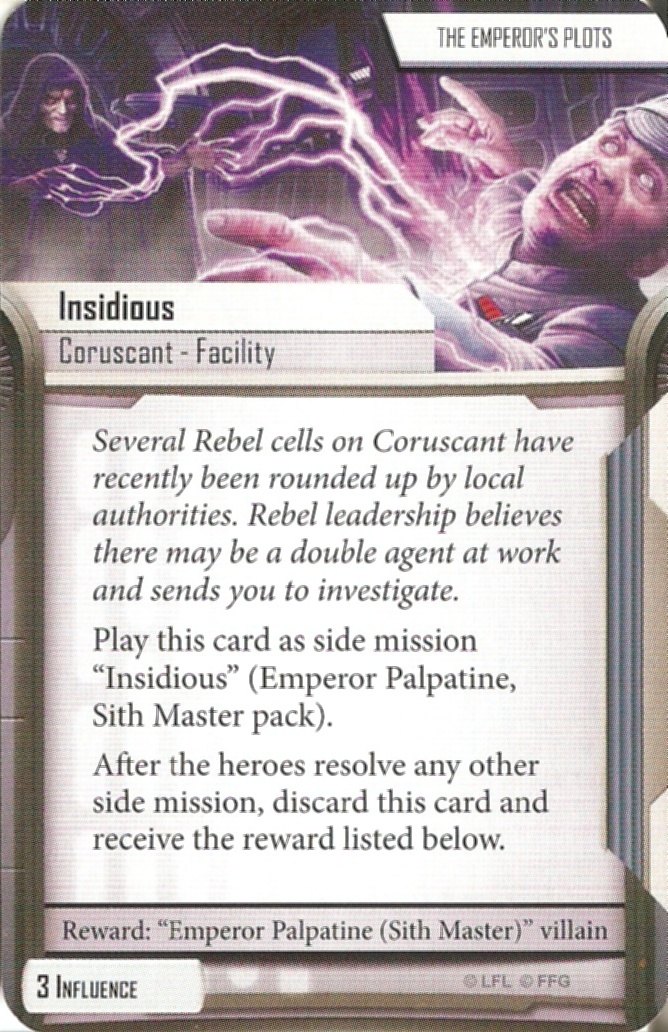 THE EMPEROR'S PLOTS
Insidious
Coruscant - Facility
Several Rebel cells on Coruscant have
recently been rounded up by local
authorities. Rebel leadership believes
there may be a double agent at work
and sends you to investigate.
Play this card as side mission
“Insidious” (Emperor Palpatine,
Sith Master pack).
After the heroes resolve any other
side mission, discard this card and
receive the reward listed below.
Reward: “Emperor Palpatine (Sith Master)” villain
3 INFLUENCE
© LFL © FFG